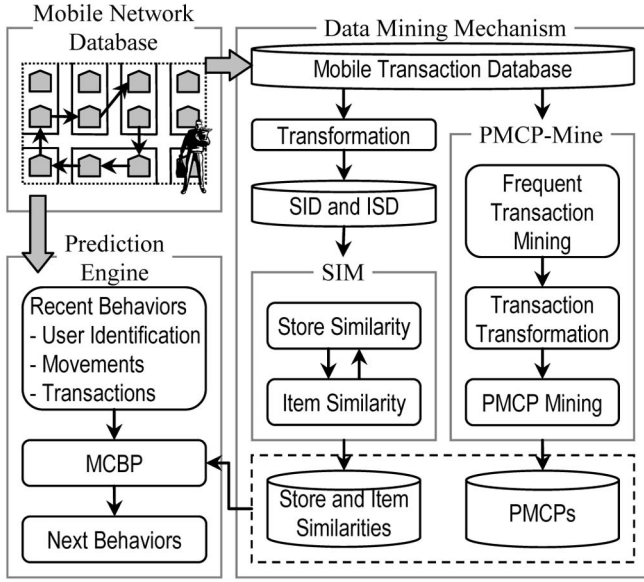 Mobile Network
Database
Data Mining Mechanism
Mobile Transaction Database
Transformation
SID and ISD
SIM
Store Similarity
Item Similarity
PMCP-Mine
Frequent
Transaction
Mining
Transaction
Transformation
PMCP Mining
Prediction
Engine
Recent Behaviors
- User Identification
- Movements
- Transactions
MCBP
Next Behaviors
Store and Item
Similarities
PMCPs